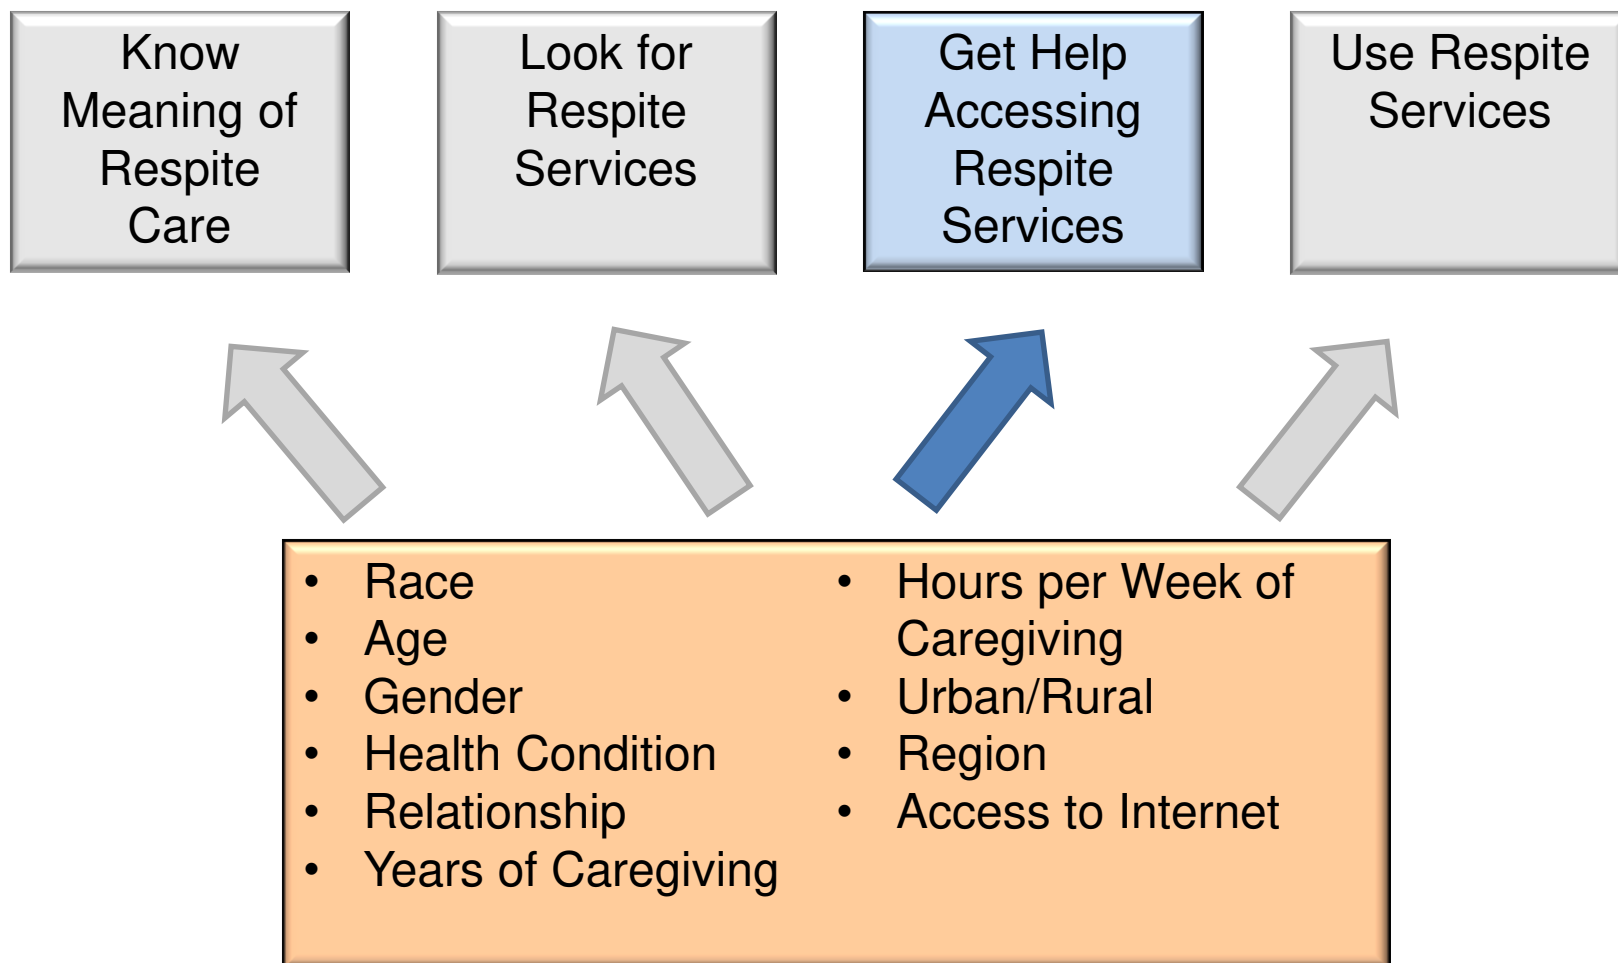 Know
Meaning of
Respite
Care
Look for
Respite
Services
Get Help
Accessing
Respite
Services
Use Respite
Services
• Race
• Age
• Gender
• Health Condition
• Relationship
• Years of Caregiving
• Hours per Week of
Caregiving
• Urban/Rural
• Region
• Access to Internet